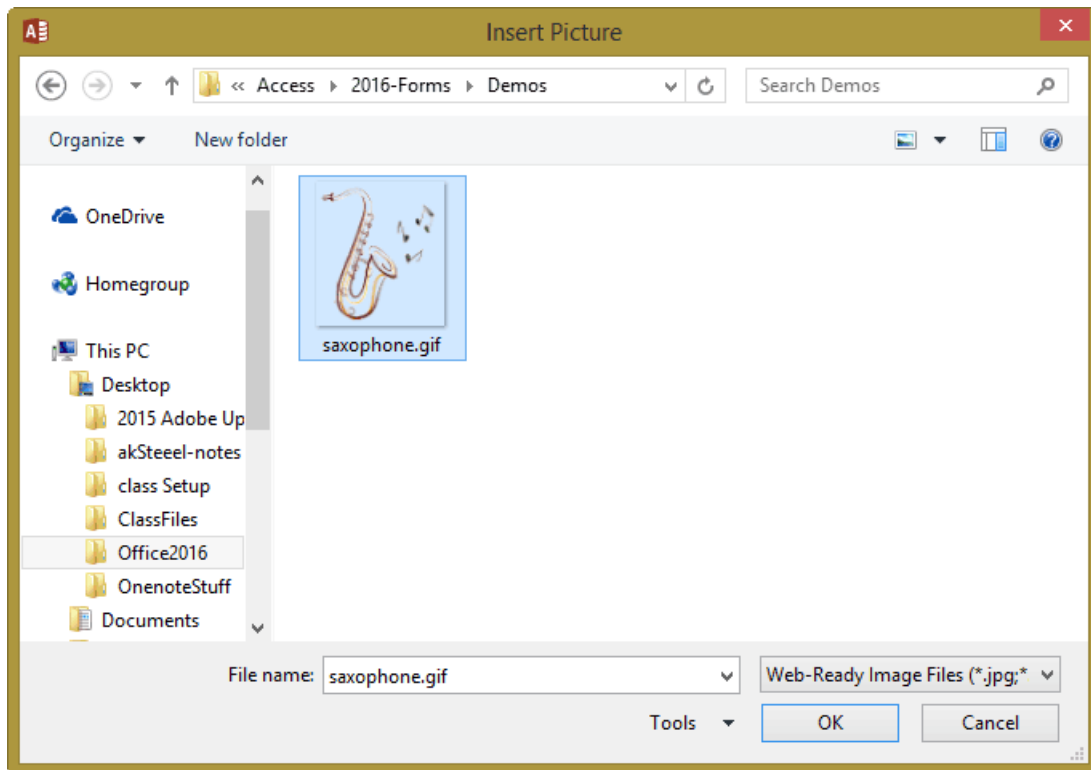 Insert Picture
« Access 2016-Forms Demos
Search Demos
Organize New folder
OneDrive
Homegroup
This PC
Desktop
2015 Adobe Up
akSteeel-notes
class Setup
ClassFiles
Office2016
OnenoteStuff
Documents
saxophone.gif
File name: saxophone.gif
Web-Ready Image Files (*.jpg;*
Tools OK Cancel